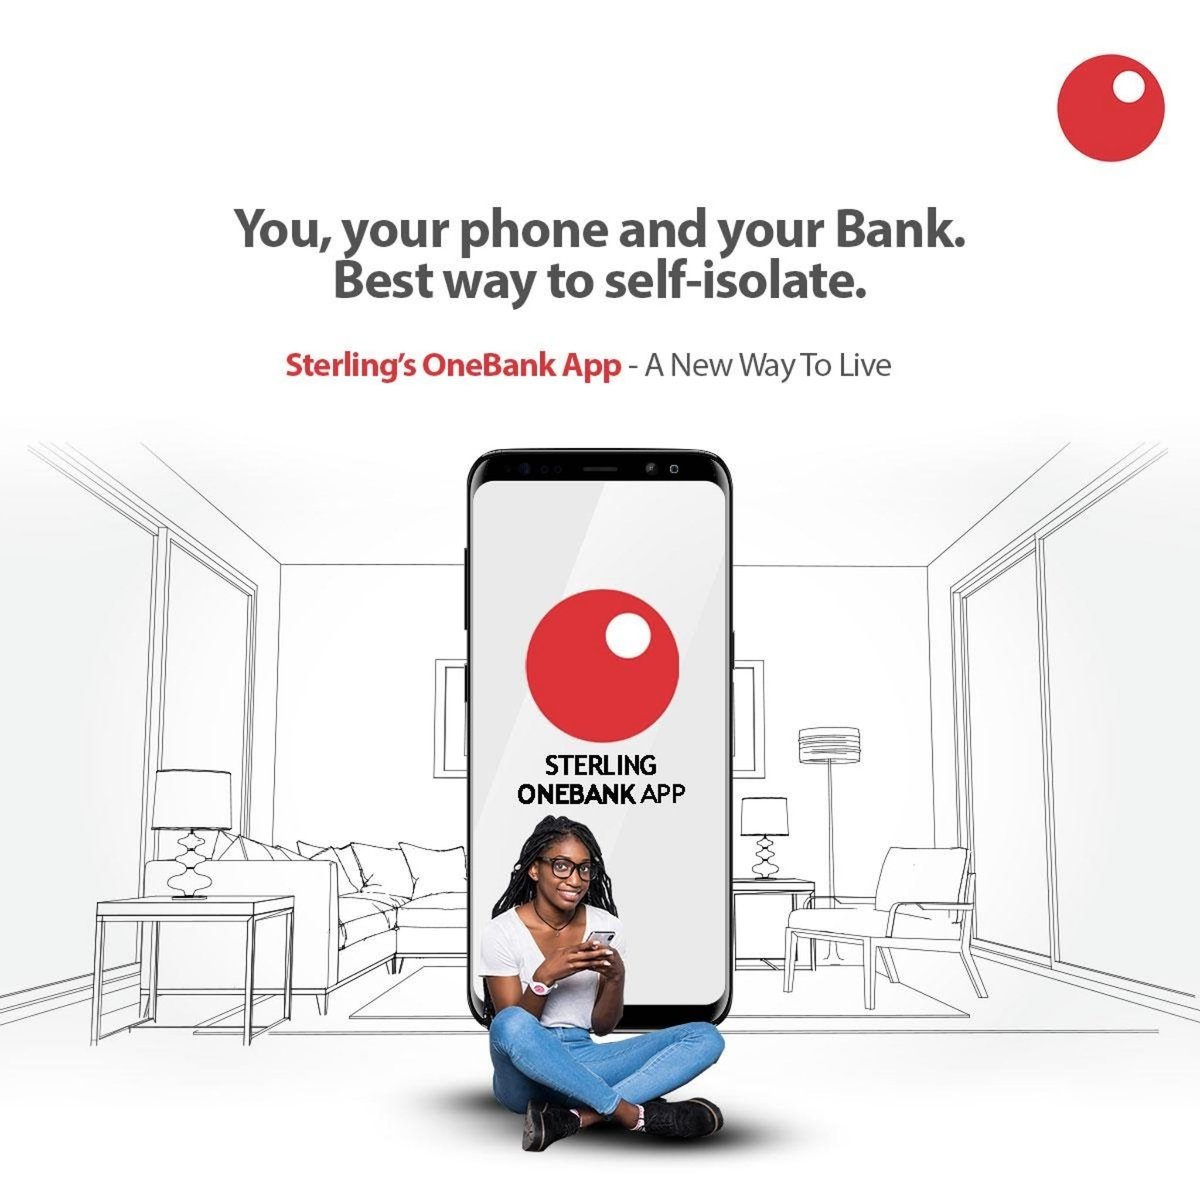 You, your phone and your Bank.
Best way to self-isolate.
Sterling's OneBank App - A New Way To Live
STERLING
ONEBANK APP